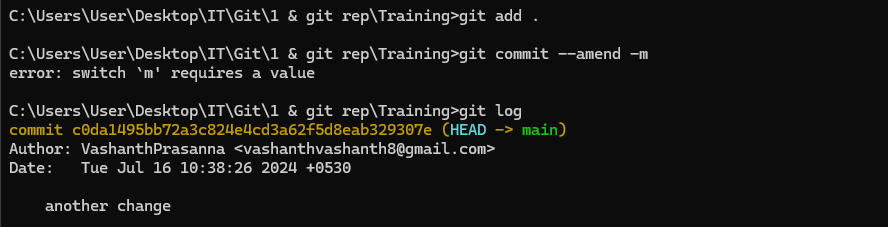 C:\Users\User\Desktop\IT\Git\1 & git rep\Training>git add .
C:\Users\User\Desktop\IT\Git\1 & git rep\Training>git commit --amend -m
error: switch `m' requires a value
C:\Users\User\Desktop\IT\Git\1 & git rep\Training>git log
commit c0da1495bb72a3c824e4cd3a62f5d8eab329307e (HEAD -> main)
Author: VashanthPrasanna <vashanthvashanth8@gmail.com>
Date:   Tue Jul 16 10:38:26 2024 +0530
another change